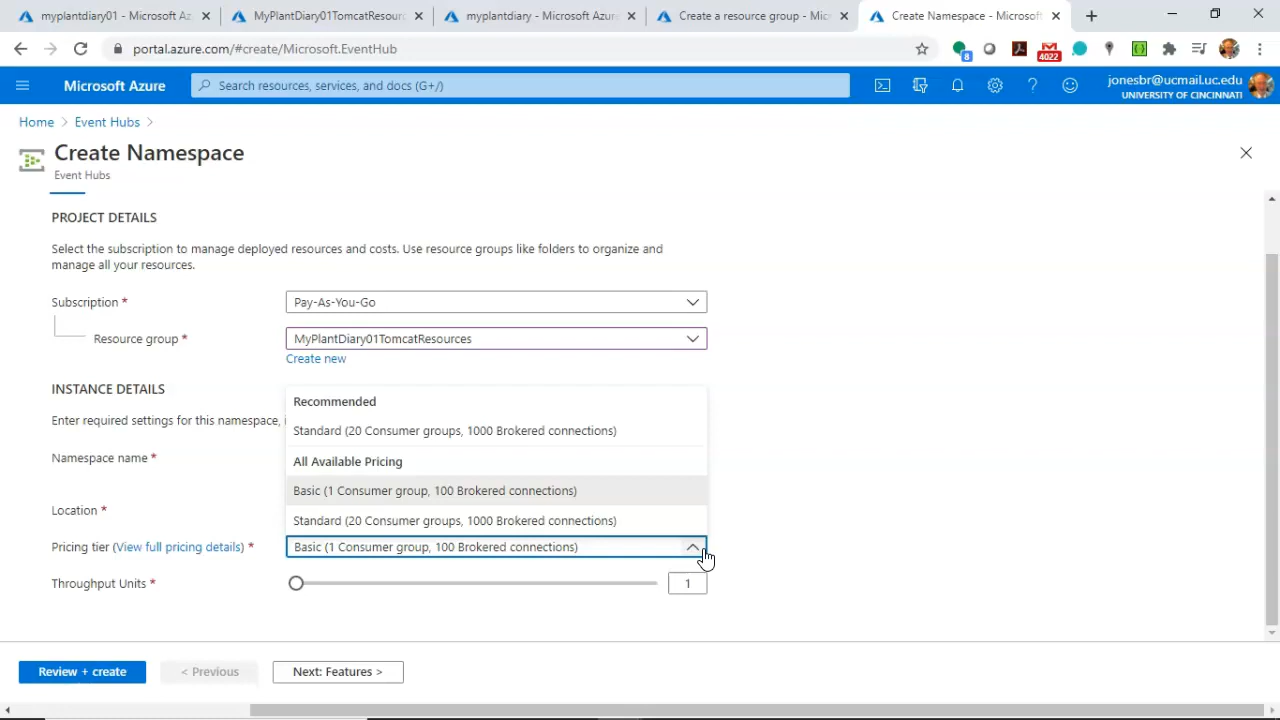 myplantdiary01 - Microsoft Az
MyPlantDiary01TomcatResourc
myplantdiary - Microsoft Azure
Create a resource group - Mic
Create Namespace - Microsoft
portal.azure.com/#create/Microsoft.EventHub
8
4022
Microsoft Azure
Search resources, services, and docs (G+/)
jonesbr@ucmail.uc.edu
UNIVERSITY OF CINCINNATI
Home > Event Hubs >
Create Namespace
Event Hubs
PROJECT DETAILS
Select the subscription to manage deployed resources and costs. Use resource groups like folders to organize and
manage all your resources.
Subscription *
Pay-As-You-Go
Resource group *
MyPlantDiary01TomcatResources
Create new
INSTANCE DETAILS
Enter required settings for this namespace, i
Recommended
Standard (20 Consumer groups, 1000 Brokered connections)
All Available Pricing
Basic (1 Consumer group, 100 Brokered connections)
Standard (20 Consumer groups, 1000 Brokered connections)
Namespace name *
Location *
Pricing tier (View full pricing details) *
Basic (1 Consumer group, 100 Brokered connections)
Throughput Units *
1
Review + create
< Previous
Next: Features >